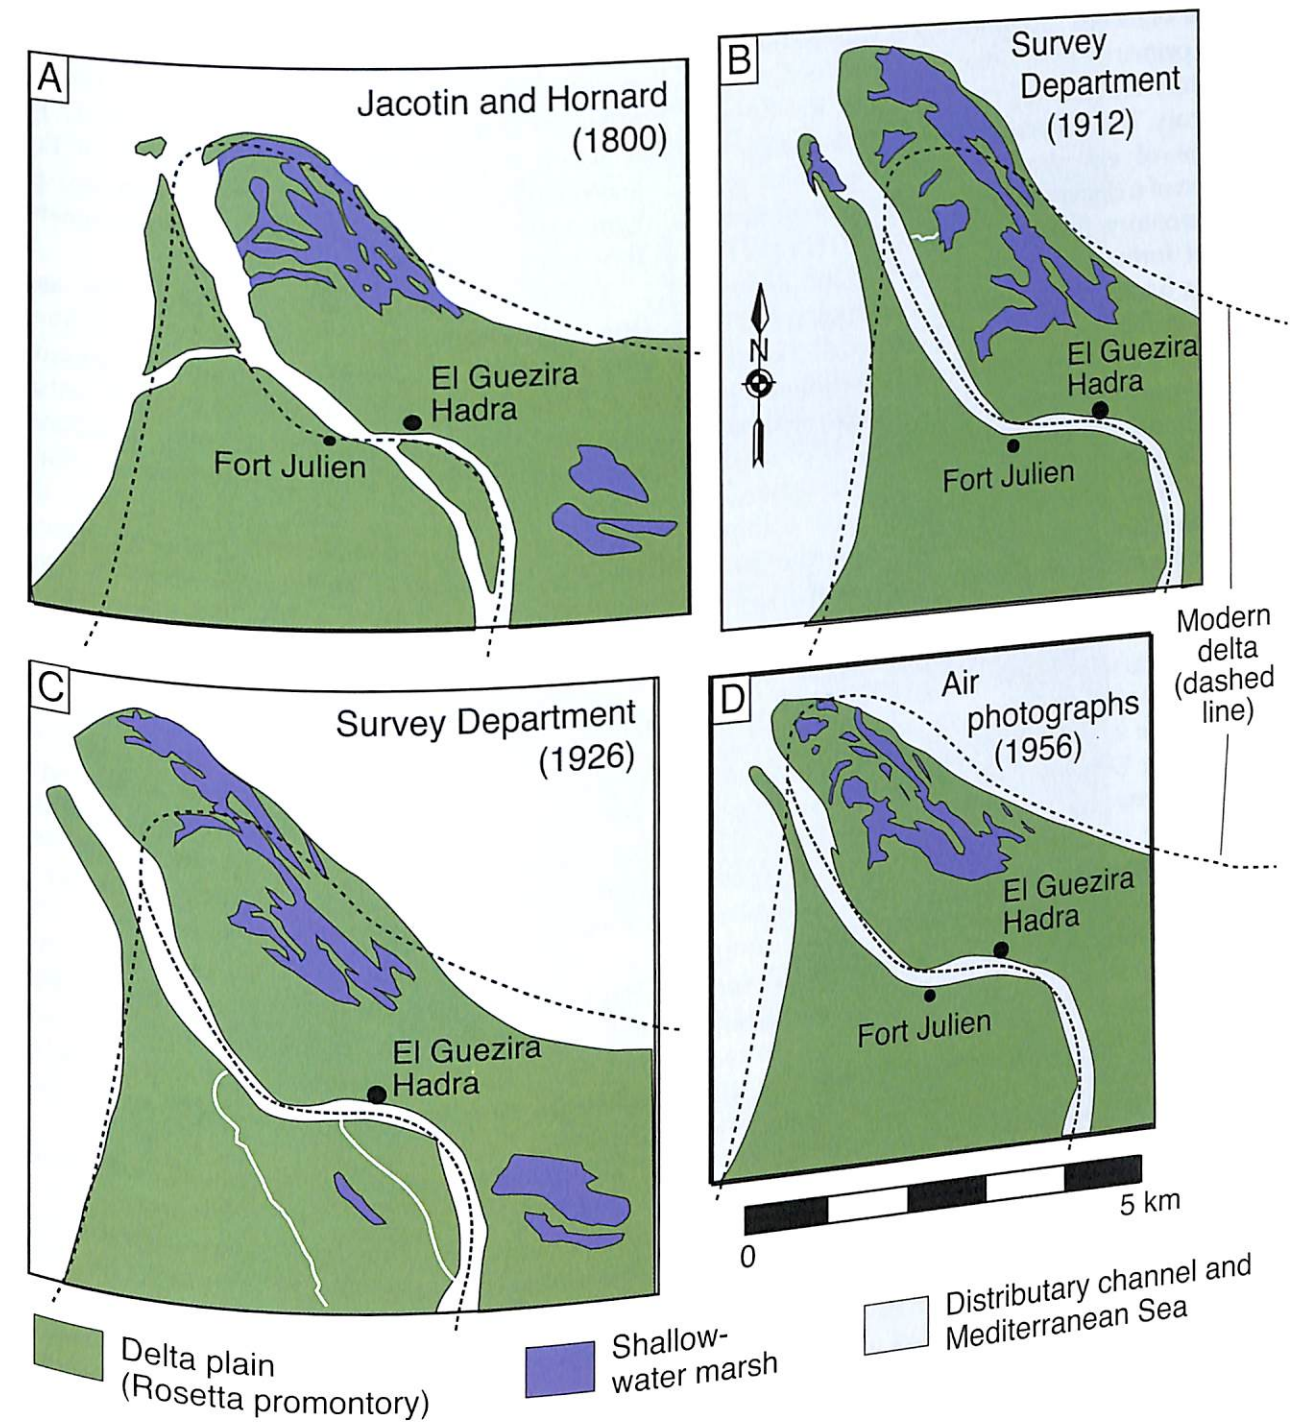 A
Jacotin and Hornard
(1800)
El Guezira
Hadra
Fort Julien
B
Survey
Department
(1912)
N
El Guezira
Hadra
Fort Julien
Modern
delta
(dashed
line)
C
Survey Department
(1926)
El Guezira
Hadra
D
Air
photographs
(1956)
El Guezira
Hadra
Fort Julien
0
5 km
Delta plain
(Rosetta promontory)
Shallow-
water marsh
Distributary channel and
Mediterranean Sea